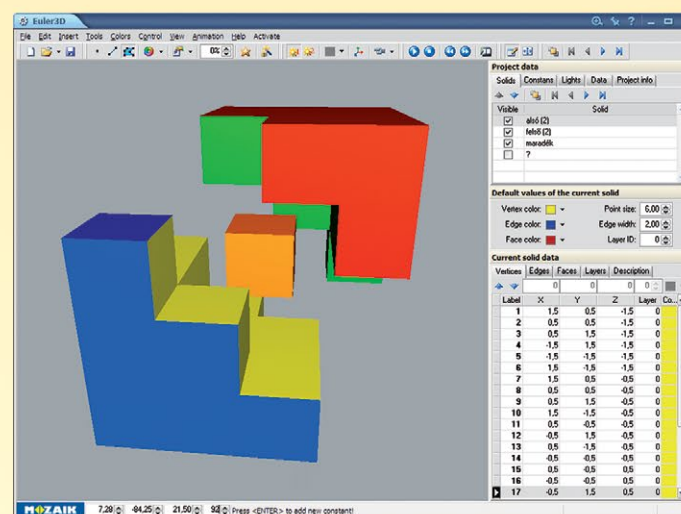 Euler3D
File Edit Insert Tools Colors Control View Animation Help Activate
0%
Project data
Solids Constans Lights Data Project info
Visible Solid
alsó (2)
felső (2)
maradék
?
Default values of the current solid
Vertex color: Point size: 6,00
Edge color: Edge width: 2,00
Face color: Layer ID: 0
Current solid data
Vertices Edges Faces Layers Description
0 0 0 0
Label X Y Z Layer Co...
1 1,5 0,5 -1,5 0
2 0,5 0,5 -1,5 0
3 0,5 1,5 -1,5 0
4 -1,5 1,5 -1,5 0
5 -1,5 -1,5 -1,5 0
6 1,5 -1,5 -1,5 0
7 1,5 0,5 -0,5 0
8 0,5 0,5 -0,5 0
9 0,5 1,5 -0,5 0
10 1,5 -1,5 -0,5 0
11 0,5 -0,5 -0,5 0
12 -0,5 1,5 -0,5 0
13 -0,5 0,5 -0,5 0
14 -0,5 -0,5 -0,5 0
15 0,5 -0,5 0,5 0
16 -0,5 -0,5 0,5 0
17 -0,5 1,5 0,5 0
MOZAIK 7,28 -84,25 21,50 92 Press <ENTER> to add new constant!